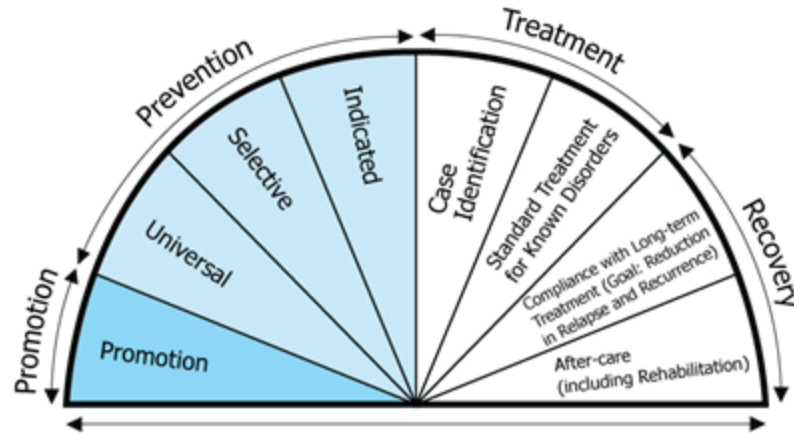 Promotion
Prevention
Treatment
Recovery
Promotion
Universal
Selective
Indicated
Case
Identification
Standard Treatment
for Known Disorders
Compliance with Long-term
Treatment (Goal: Reduction
in Relapse and Recurrence)
After-care
(including Rehabilitation)